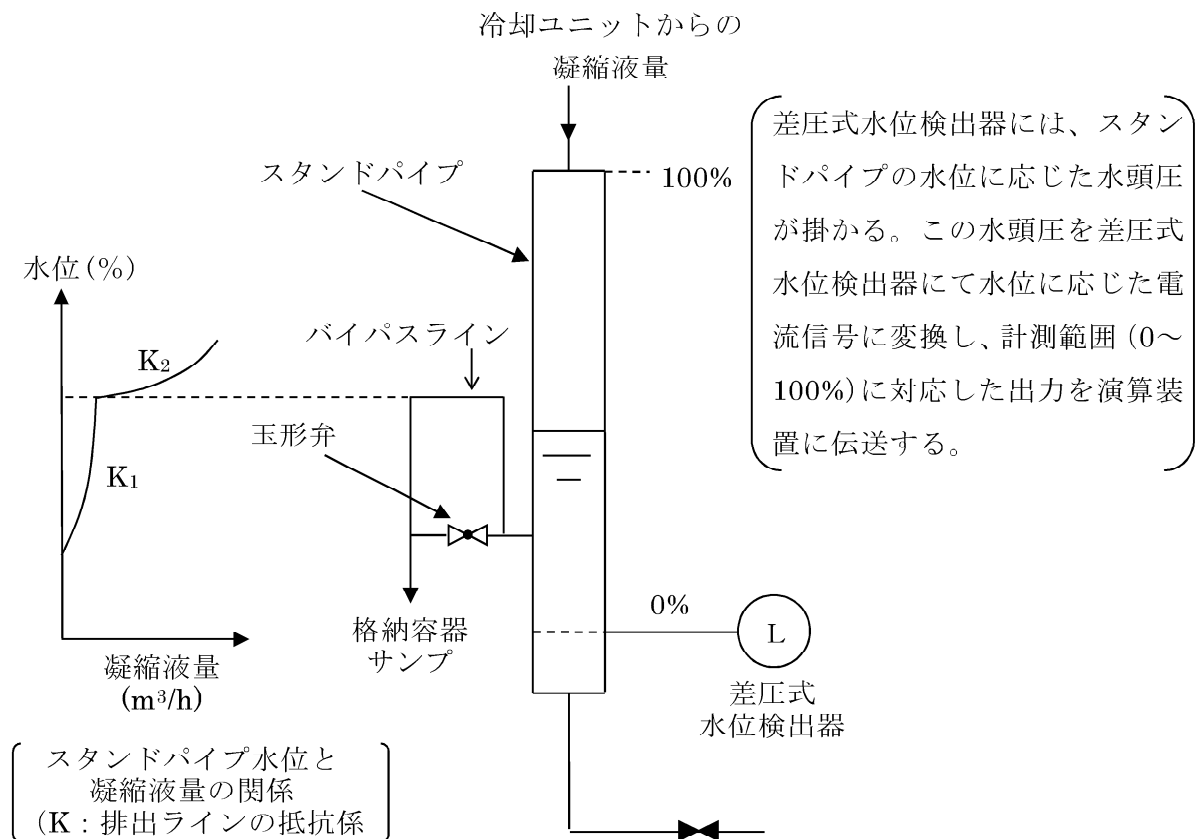 冷却ユニットからの
凝縮液量
差圧式水位検出器には、スタン
ドパイプの水位に応じた水頭圧
が掛かる。この水頭圧を差圧式
水位検出器にて水位に応じた電
流信号に変換し、計測範囲(0~
100%)に対応した出力を演算装
置に伝送する。
スタンドパイプ
100%
水位(%)
バイパスライン
K2
玉形弁
K1
0%
L
格納容器
サンプ
差圧式
水位検出器
凝縮液量
(m³/h)
スタンドパイプ水位と
凝縮液量の関係
(K:排出ラインの抵抗係